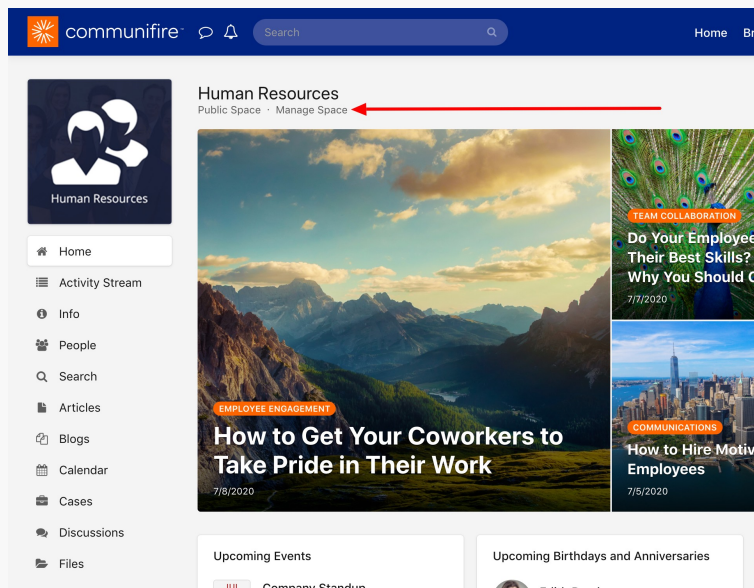 communifire
Search
Home
Human Resources
Public Space · Manage Space
Human Resources
Home
Activity Stream
Info
People
Search
Articles
Blogs
Calendar
Cases
Discussions
Files
EMPLOYEE ENGAGEMENT
How to Get Your Coworkers to
Take Pride in Their Work
7/8/2020
TEAM COLLABORATION
Do Your Employee
Their Best Skills?
Why You Should
7/7/2020
COMMUNICATIONS
How to Hire Motiv
Employees
7/5/2020
Upcoming Events
Company Standup
Upcoming Birthdays and Anniversaries